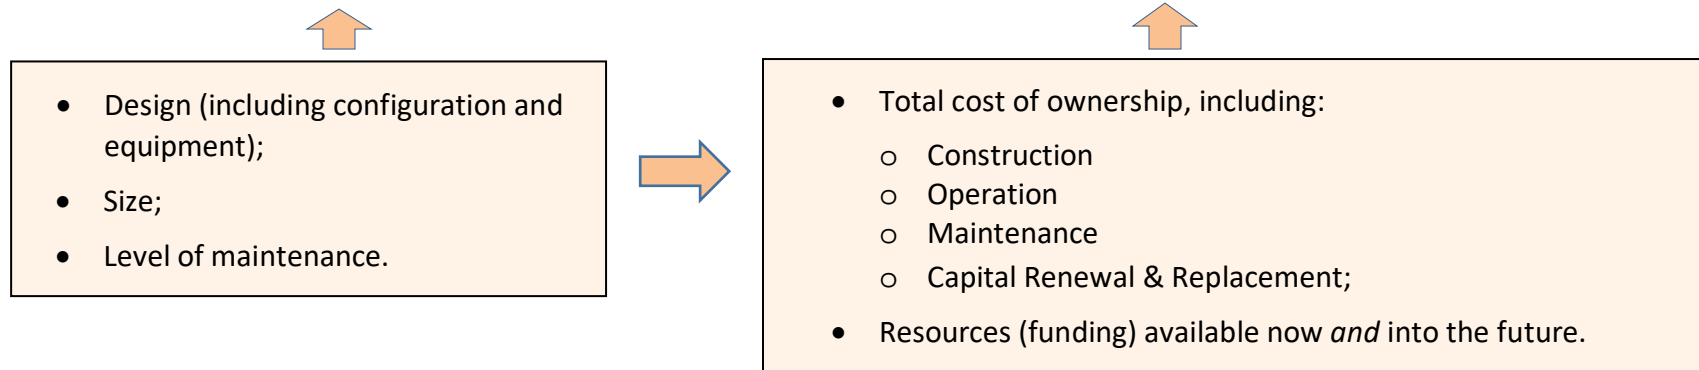 • Design (including configuration and
equipment);
• Size;
• Level of maintenance.
• Total cost of ownership, including:
o Construction
o Operation
o Maintenance
o Capital Renewal & Replacement;
• Resources (funding) available now and into the future.